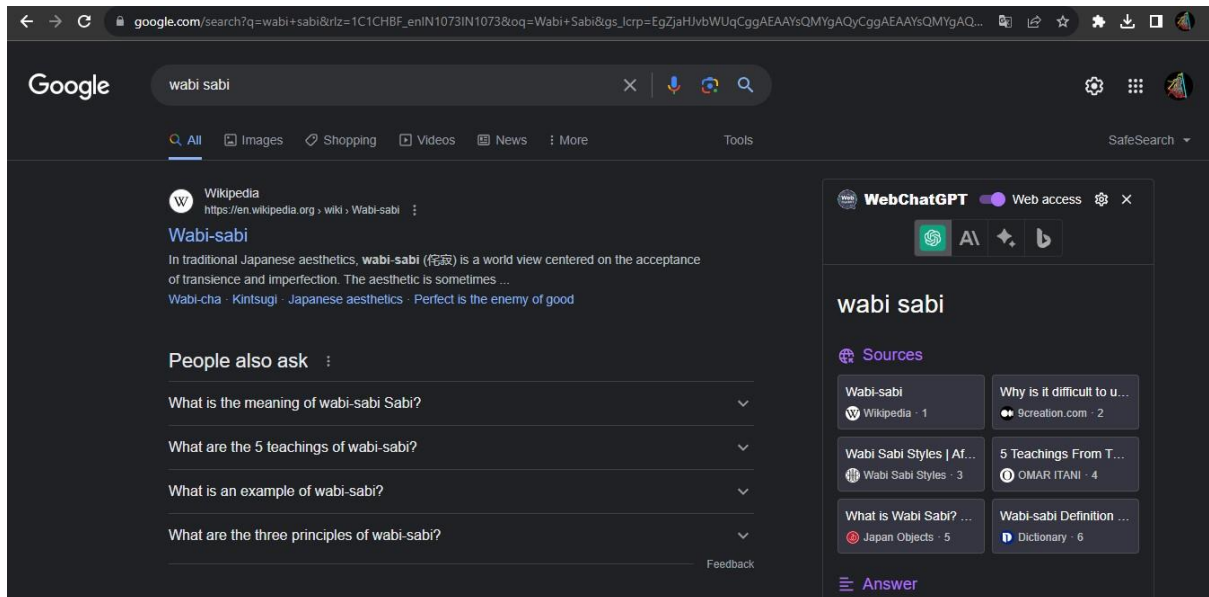 google.com/search?q=wabi+sabi&rlz=1C1CHBF_enIN1073IN1073&oq=Wabi+Sabi&gs_lcrp=EgZjaHJvbWUqCggAEAAYsQMYgAQyCggAEAAYsQMYgAQ...
Google
wabi sabi
All Images Shopping Videos News More Tools SafeSearch
Wikipedia
https://en.wikipedia.org › wiki › Wabi-sabi
Wabi-sabi
In traditional Japanese aesthetics, wabi-sabi (侘寂) is a world view centered on the acceptance
of transience and imperfection. The aesthetic is sometimes ...
Wabi-cha · Kintsugi · Japanese aesthetics · Perfect is the enemy of good
People also ask
What is the meaning of wabi-sabi Sabi?
What are the 5 teachings of wabi-sabi?
What is an example of wabi-sabi?
What are the three principles of wabi-sabi?
Feedback
WebChatGPT Web access
wabi sabi
Sources
Wabi-sabi
Wikipedia · 1
Why is it difficult to u...
9creation.com · 2
Wabi Sabi Styles | Af...
Wabi Sabi Styles · 3
5 Teachings From T...
OMAR ITANI · 4
What is Wabi Sabi? ...
Japan Objects · 5
Wabi-sabi Definition ...
Dictionary · 6
Answer